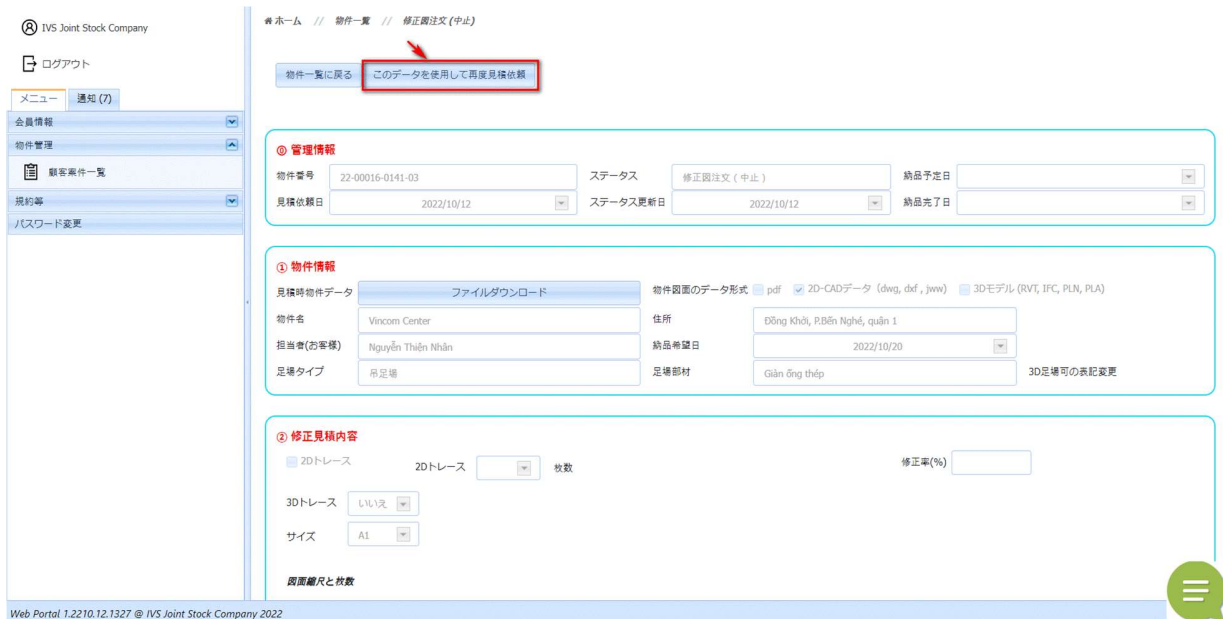 IVS Joint Stock Company
ログアウト
メニュー 通知 (7)
会員情報
物件管理
顧客案件一覧
規約等
パスワード変更
ホーム // 物件一覧 // 修正図注文 (中止)
物件一覧に戻る このデータを使用して再度見積依頼
⓪ 管理情報
物件番号 22-00016-0141-03 ステータス 修正図注文 ( 中止 ) 納品予定日
見積依頼日 2022/10/12 ステータス更新日 2022/10/12 納品完了日
① 物件情報
見積時物件データ ファイルダウンロード 物件図面のデータ形式 pdf 2D-CADデータ (dwg, dxf , jww) 3Dモデル (RVT, IFC, PLN, PLA)
物件名 Vincom Center 住所 Đồng Khởi, P.Bến Nghé, quận 1
担当者(お客様) Nguyễn Thiện Nhân 納品希望日 2022/10/20
足場タイプ 吊足場 足場部材 Giàn ống thép 3D足場可の表記変更
② 修正見積内容
2Dトレース 2Dトレース 枚数 修正率(%)
3Dトレース いいえ
サイズ A1
図面縮尺と枚数
Web Portal 1.2210.12.1327 @ IVS Joint Stock Company 2022